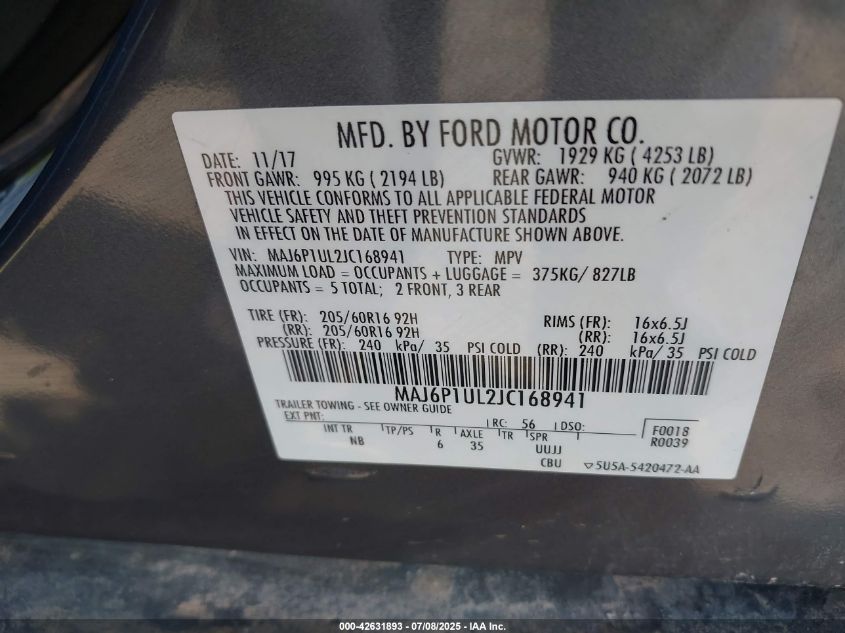 MFD. BY FORD MOTOR CO.
DATE: 11/17 GVWR: 1929 KG ( 4253 LB)
FRONT GAWR: 995 KG ( 2194 LB) REAR GAWR: 940 KG ( 2072 LB)
THIS VEHICLE CONFORMS TO ALL APPLICABLE FEDERAL MOTOR
VEHICLE SAFETY AND THEFT PREVENTION STANDARDS
IN EFFECT ON THE DATE OF MANUFACTURE SHOWN ABOVE.
VIN: MAJ6P1UL2JC168941 TYPE: MPV
MAXIMUM LOAD = OCCUPANTS + LUGGAGE = 375KG/ 827LB
OCCUPANTS = 5 TOTAL; 2 FRONT, 3 REAR
TIRE (FR): 205/60R16 92H RIMS (FR): 16x6.5J
(RR): 205/60R16 92H (RR): 16x6.5J
PRESSURE (FR): 240 kPa/ 35 PSI COLD (RR): 240 kPa/ 35 PSI COLD
MAJ6P1UL2JC168941
TRAILER TOWING - SEE OWNER GUIDE
EXT PNT: RC: 56 DSO: F0018
INT TR TP/PS R AXLE TR SPR R0039
NB 6 35 UUJJ
CBU 5U5A-5420472-AA
000-42631893 / 07/08/2025 - IAA Inc.